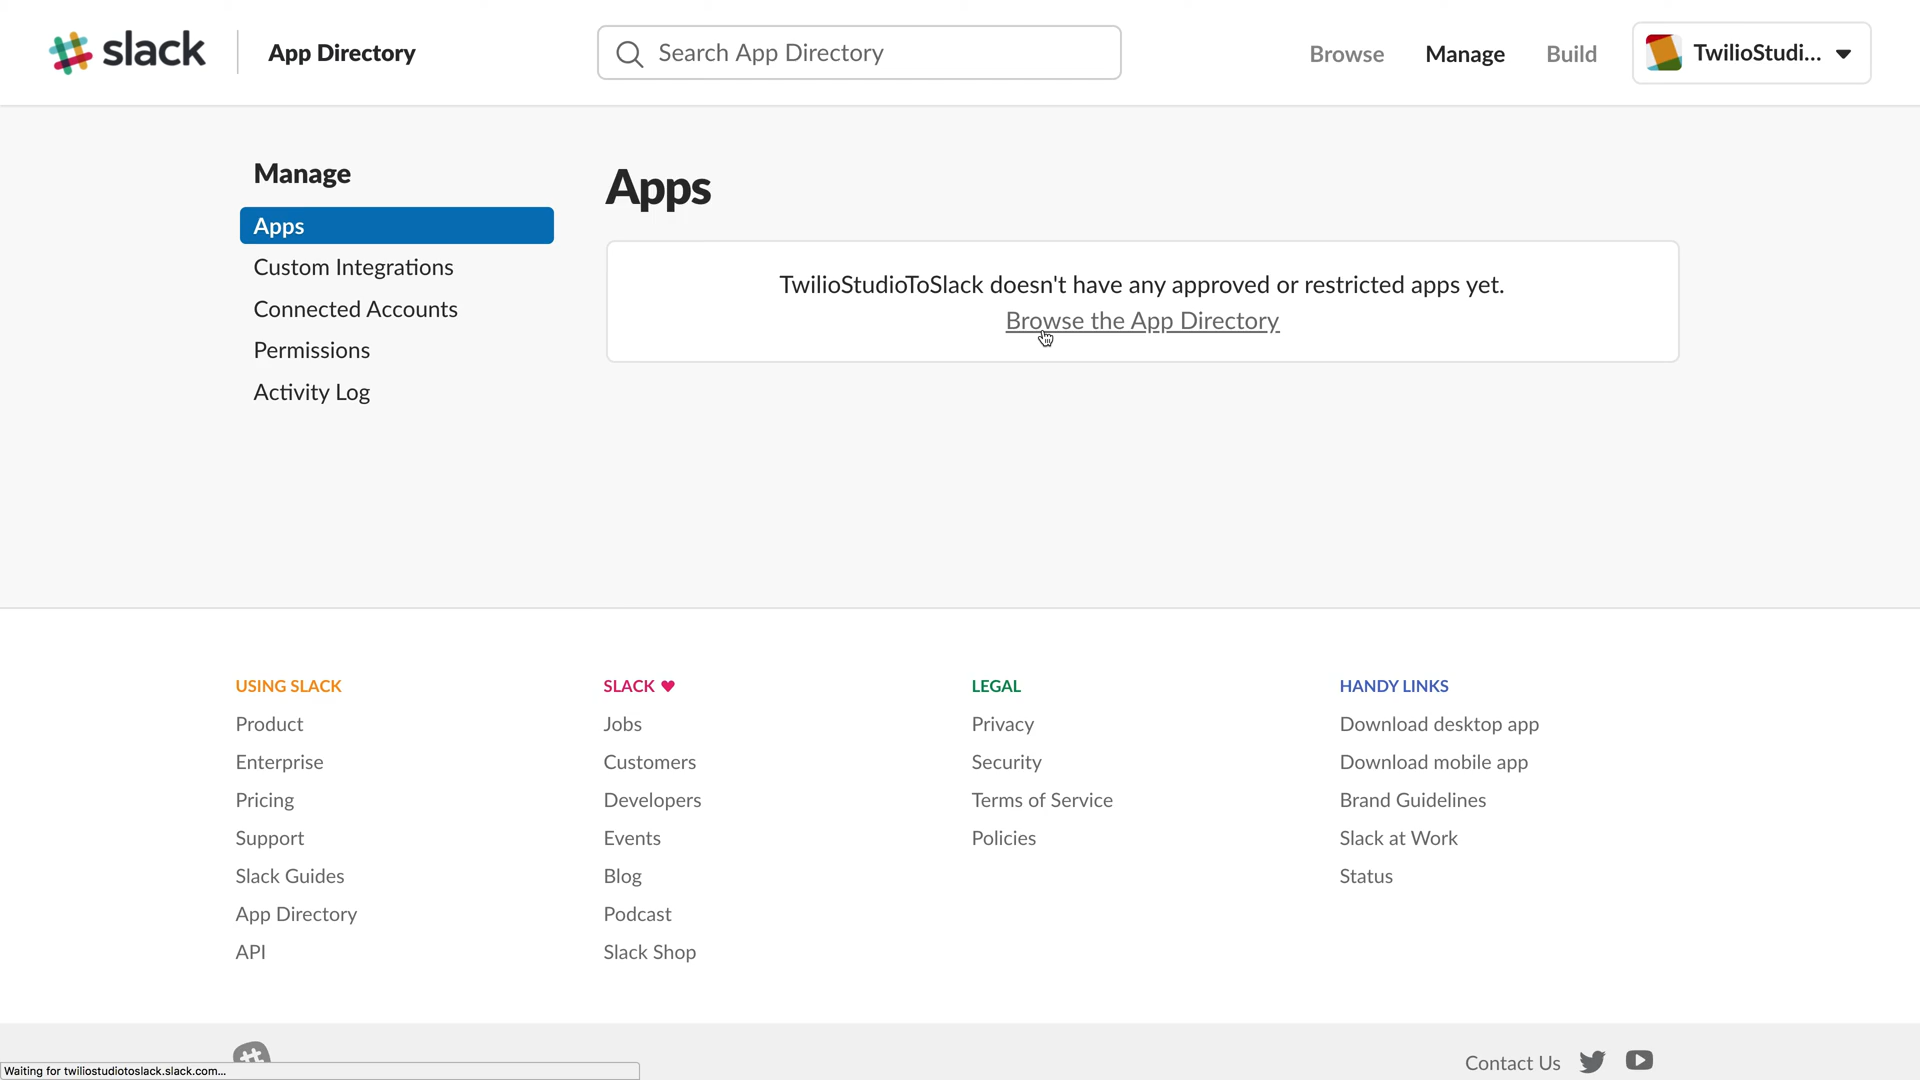 slack
App Directory
Search App Directory
Browse
Manage
Build
TwilioStudi...
Manage
Apps
Custom Integrations
Connected Accounts
Permissions
Activity Log
Apps
TwilioStudioToSlack doesn't have any approved or restricted apps yet.
Browse the App Directory
USING SLACK
Product
Enterprise
Pricing
Support
Slack Guides
App Directory
API
SLACK ♥
Jobs
Customers
Developers
Events
Blog
Podcast
Slack Shop
LEGAL
Privacy
Security
Terms of Service
Policies
HANDY LINKS
Download desktop app
Download mobile app
Brand Guidelines
Slack at Work
Status
Contact Us
Waiting for twiliostudiotoslack.slack.com...